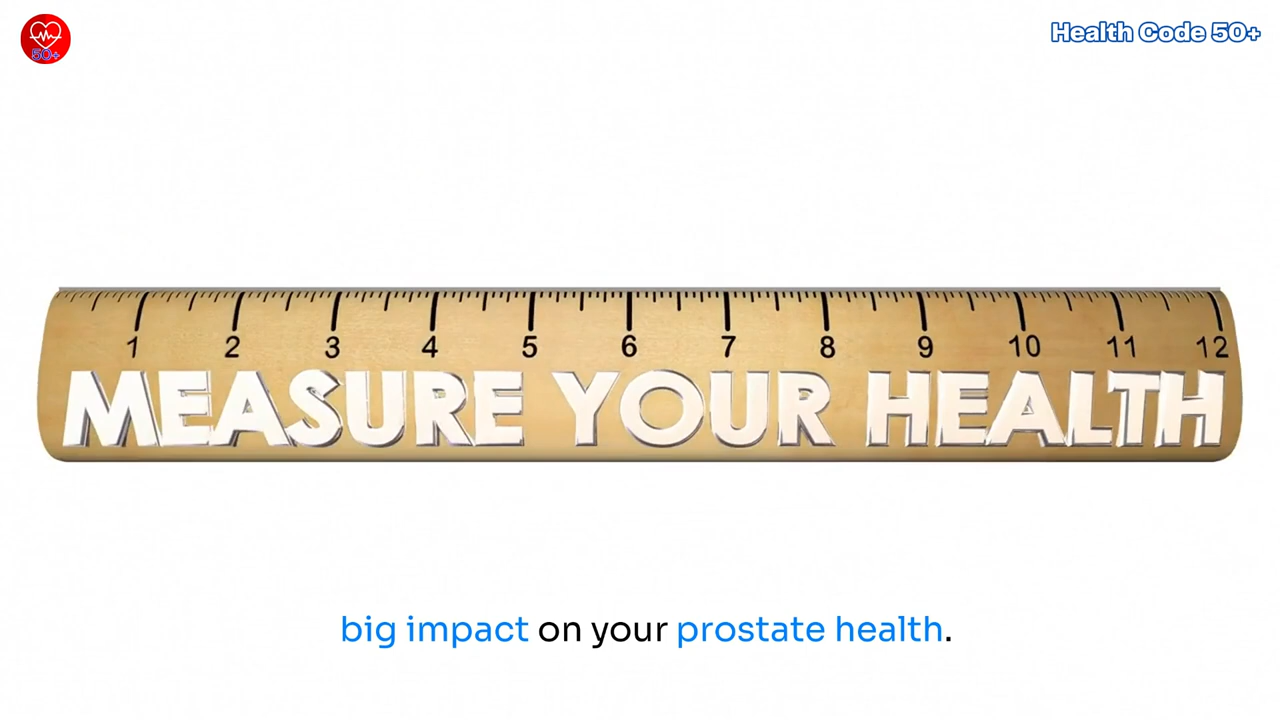 50+
Health Code 50+
1 2 3 4 5 6 7 8 9 10 11 12
MEASURE YOUR HEALTH
big impact on your prostate health.